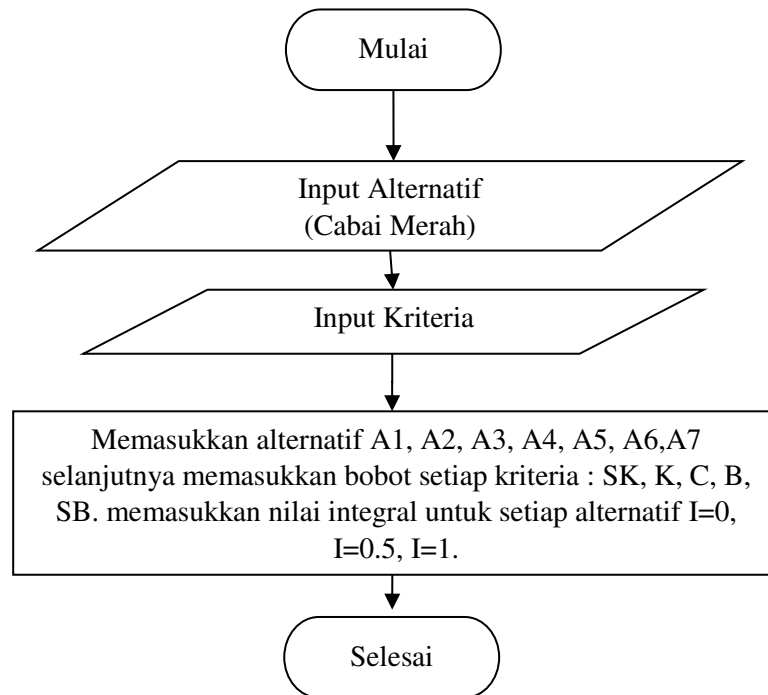 Mulai
Input Alternatif
(Cabai Merah)
Input Kriteria
Memasukkan alternatif A1, A2, A3, A4, A5, A6,A7
selanjutnya memasukkan bobot setiap kriteria : SK, K, C, B,
SB. memasukkan nilai integral untuk setiap alternatif I=0,
I=0.5, I=1.
Selesai